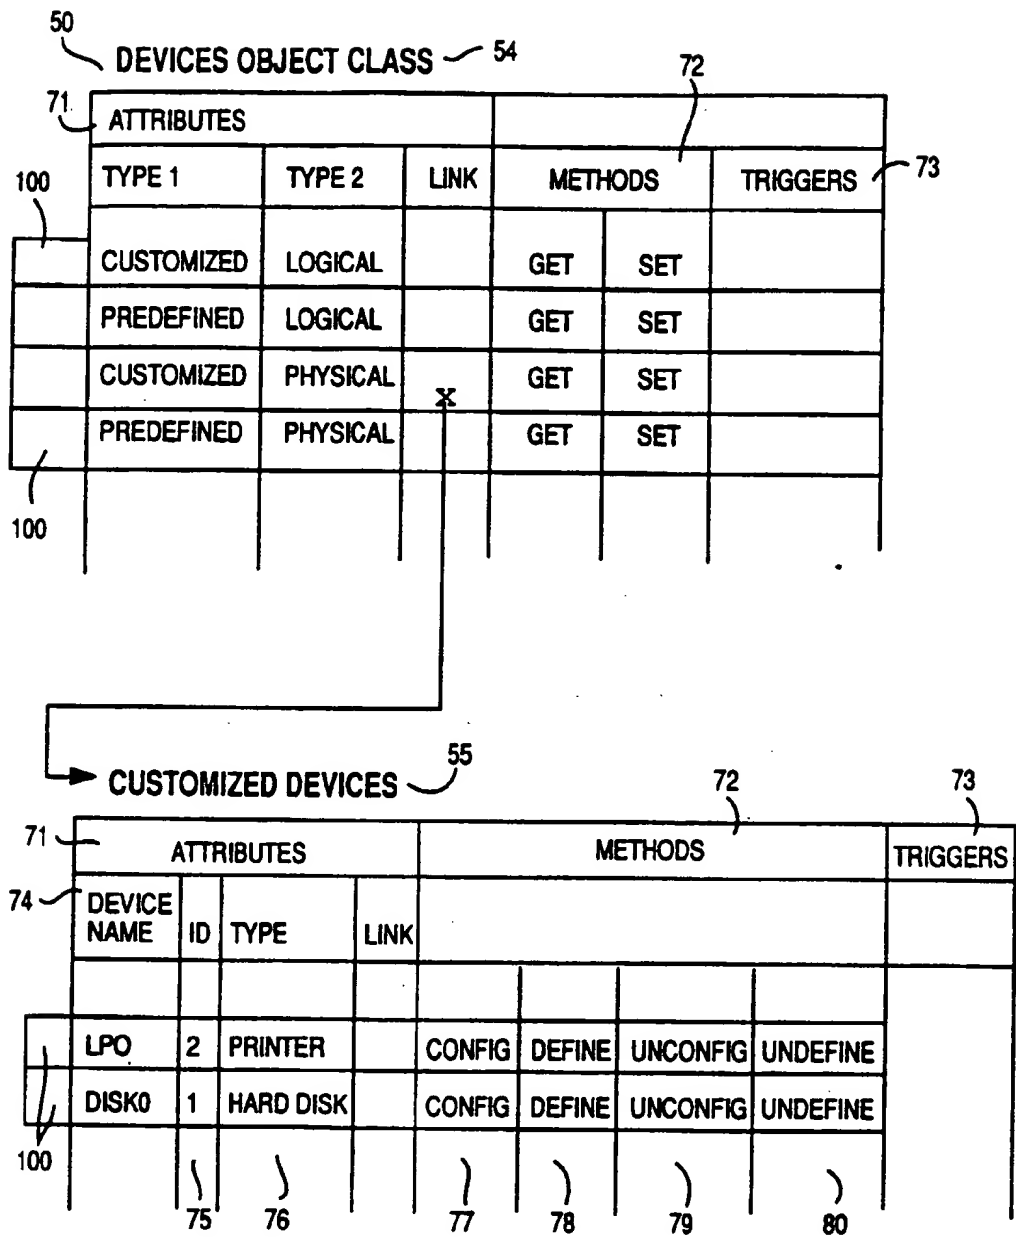 50
DEVICES OBJECT CLASS 54
72
71
ATTRIBUTES
TYPE 1 TYPE 2 LINK METHODS TRIGGERS 73
100
CUSTOMIZED LOGICAL GET SET
PREDEFINED LOGICAL GET SET
CUSTOMIZED PHYSICAL GET SET
X
PREDEFINED PHYSICAL GET SET
100
CUSTOMIZED DEVICES 55
72 73
71 ATTRIBUTES METHODS TRIGGERS
74 DEVICE
NAME ID TYPE LINK
LPO 2 PRINTER CONFIG DEFINE UNCONFIG UNDEFINE
DISK0 1 HARD DISK CONFIG DEFINE UNCONFIG UNDEFINE
100
75 76 77 78 79 80